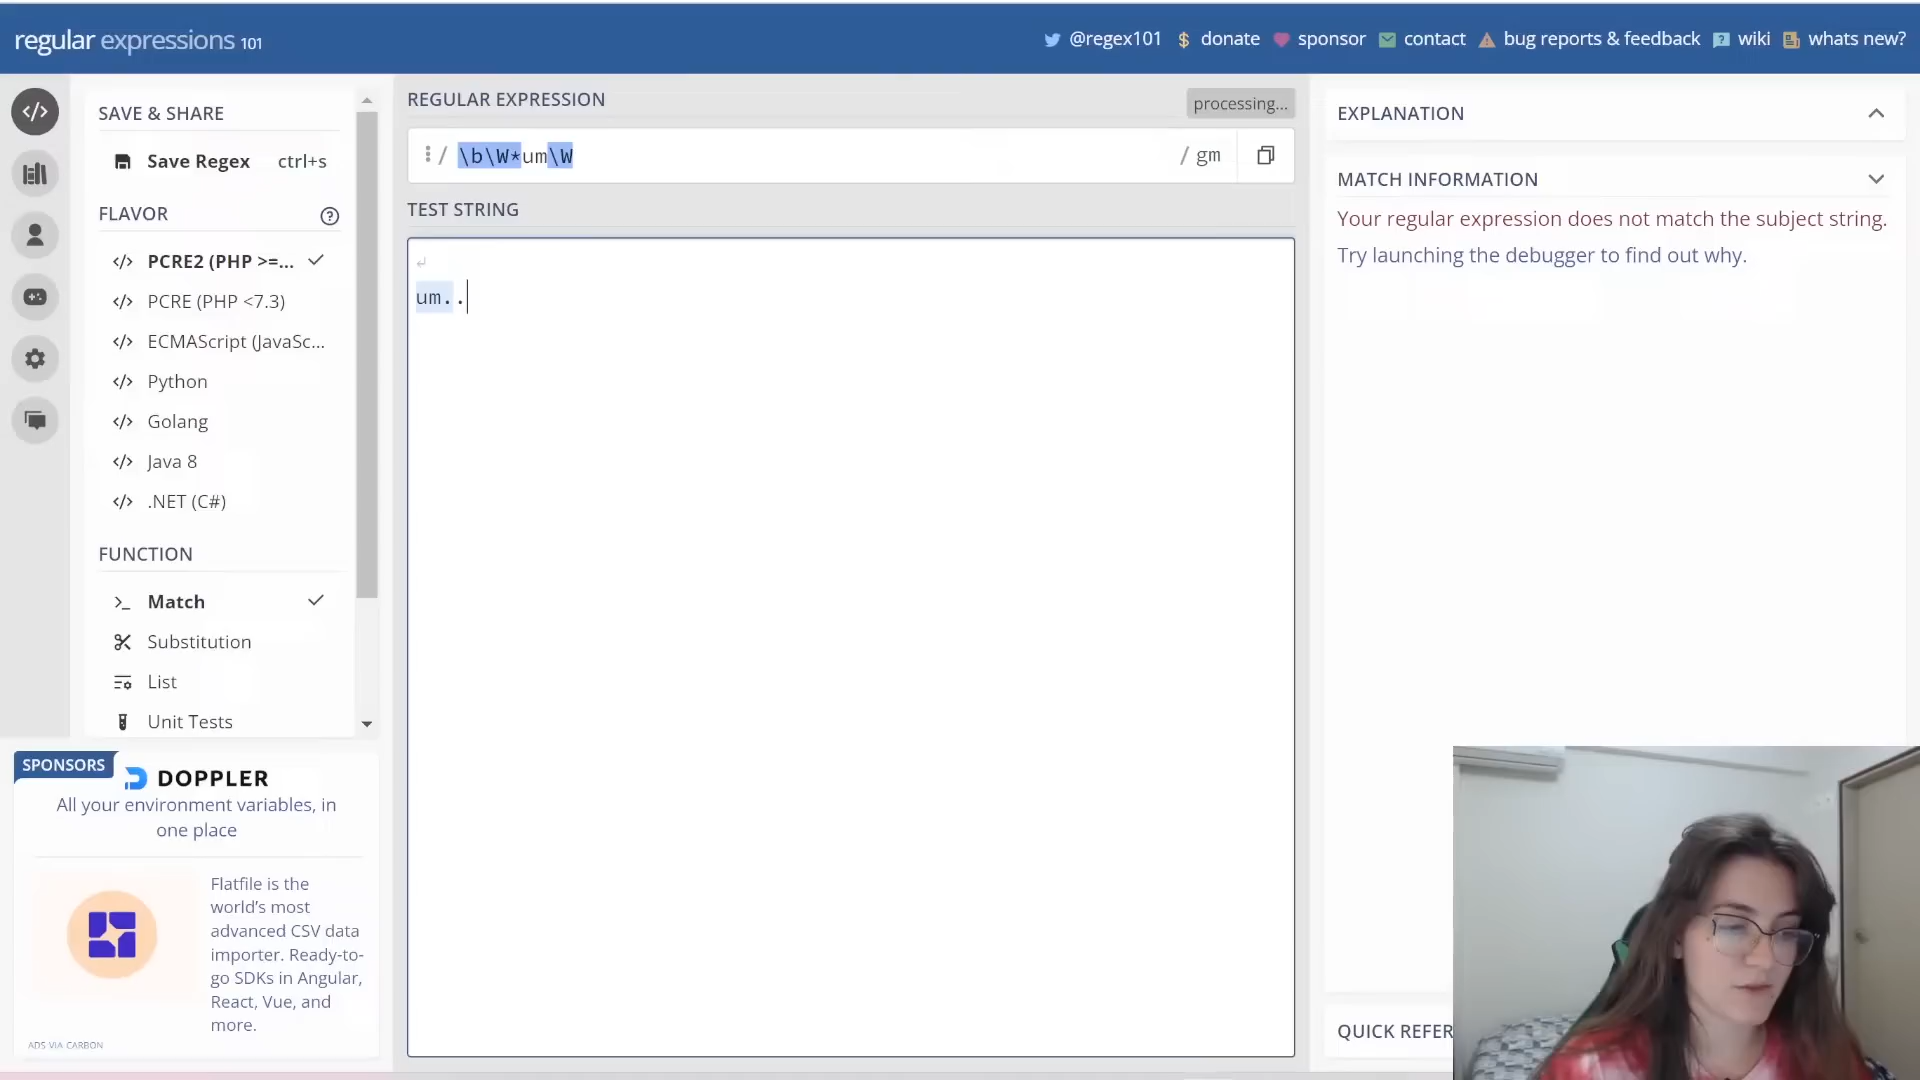 regular expressions 101
@regex101
donate
sponsor
contact
bug reports & feedback
wiki
whats new?
SAVE & SHARE
Save Regex ctrl+s
FLAVOR
PCRE2 (PHP >=...
PCRE (PHP <7.3)
ECMAScript (JavaSc...
Python
Golang
Java 8
.NET (C#)
FUNCTION
Match
Substitution
List
Unit Tests
SPONSORS
DOPPLER
All your environment variables, in
one place
Flatfile is the
world's most
advanced CSV data
importer. Ready-to-
go SDKs in Angular,
React, Vue, and
more.
ADS VIA CARBON
REGULAR EXPRESSION
processing...
/ \b\W*um\W / gm
TEST STRING
um..
EXPLANATION
MATCH INFORMATION
Your regular expression does not match the subject string.
Try launching the debugger to find out why.
QUICK REFER